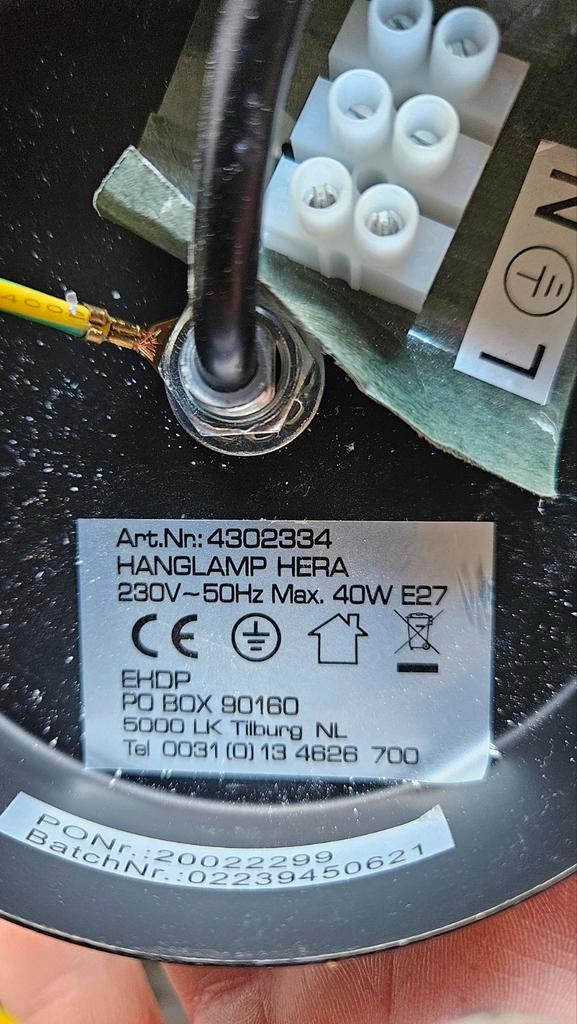 L N
Art.Nr.: 4302334
HANGLAMP HERA
230V~50Hz Max. 40W E27
CE
EHDP
PO BOX 90160
5000 LK Tilburg NL
Tel 0031 (0) 13 4626 700
PONr.:20022299
BatchNr.:02239450621